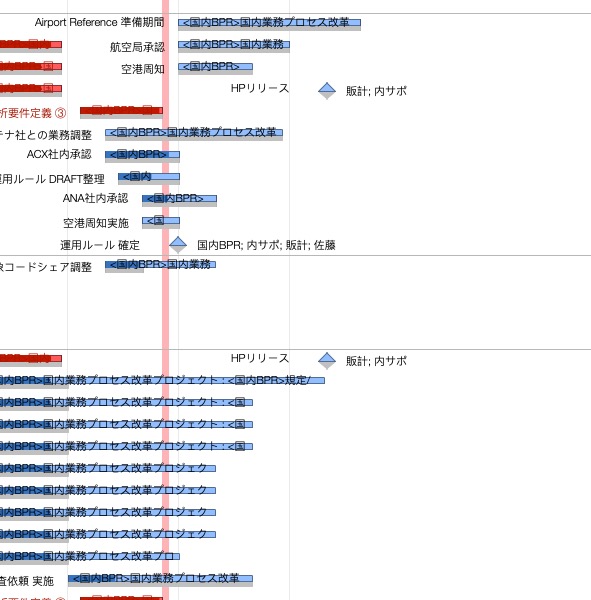 Airport Reference 準備期間 <国内BPR>国内業務プロセス改革
航空局承認 <国内BPR>国内業務
空港周知 <国内BPR>
HPリリース 販計; 内サポ
析要件定義 ③
テナ社との業務調整 <国内BPR>国内業務プロセス改革
ACX社内承認 <国内BPR>
運用ルール DRAFT整理 <国内
ANA社内承認 <国内BPR>
空港周知実施 <国
運用ルール 確定 国内BPR; 内サポ; 販計; 佐藤
象コードシェア調整 <国内BPR>国内業務
HPリリース 販計; 内サポ
国内BPR>国内業務プロセス改革プロジェクト : <国内BPR>規定/
国内BPR>国内業務プロセス改革プロジェクト : <国
国内BPR>国内業務プロセス改革プロジェクト : <国
国内BPR>国内業務プロセス改革プロジェクト : <国
国内BPR>国内業務プロセス改革プロジェク
国内BPR>国内業務プロセス改革プロジェク
国内BPR>国内業務プロセス改革プロジェク
国内BPR>国内業務プロセス改革プロジェク
国内BPR>国内業務プロセス改革プロ
査依頼 実施 <国内BPR>国内業務プロセス改革